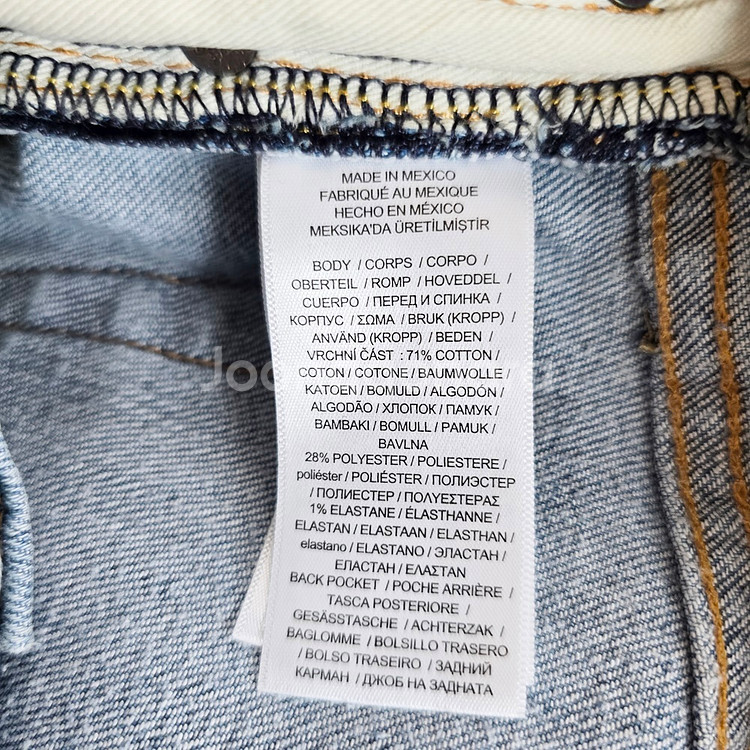 MADE IN MEXICO
FABRIQUÉ AU MEXIQUE
HECHO EN MÉXICO
MEKSIKA'DA ÜRETİLMİŞTİR
BODY / CORPS / CORPO /
OBERTEIL / ROMP / HOVEDDEL /
CUERPO / ПЕРЕД И СПИНКА /
КОРПУС / ΣΩΜΑ / BRUK (KROPP) /
ANVÄND (KROPP) / BEDEN /
VRCHNÍ ČÁST : 71% COTTON /
COTON / COTONE / BAUMWOLLE /
KATOEN / BOMULD / ALGODÓN /
ALGODÃO / ХЛОПОК / ПАМУК /
BAMBAKI / BOMULL / PAMUK /
BAVLNA
28% POLYESTER / POLIESTERE /
poliéster / POLIÉSTER / ПОЛИЭСТЕР
/ ПОЛИЕСТЕР / ΠΟΛΥΕΣΤΕΡΑΣ
1% ELASTANE / ÉLASTHANNE /
ELASTAN / ELASTAAN / ELASTHAN /
elastano / ELASTANO / ЭЛАСТАН /
ЕЛАСТАН / ΕΛΑΣΤΑΝ
BACK POCKET / POCHE ARRIÈRE /
TASCA POSTERIORE /
GESÄSSTASCHE / ACHTERZAK /
BAGLOMME / BOLSILLO TRASERO
/ BOLSO TRASEIRO / ЗАДНИЙ
КАРМАН / ДЖОБ НА ЗАДНАТА